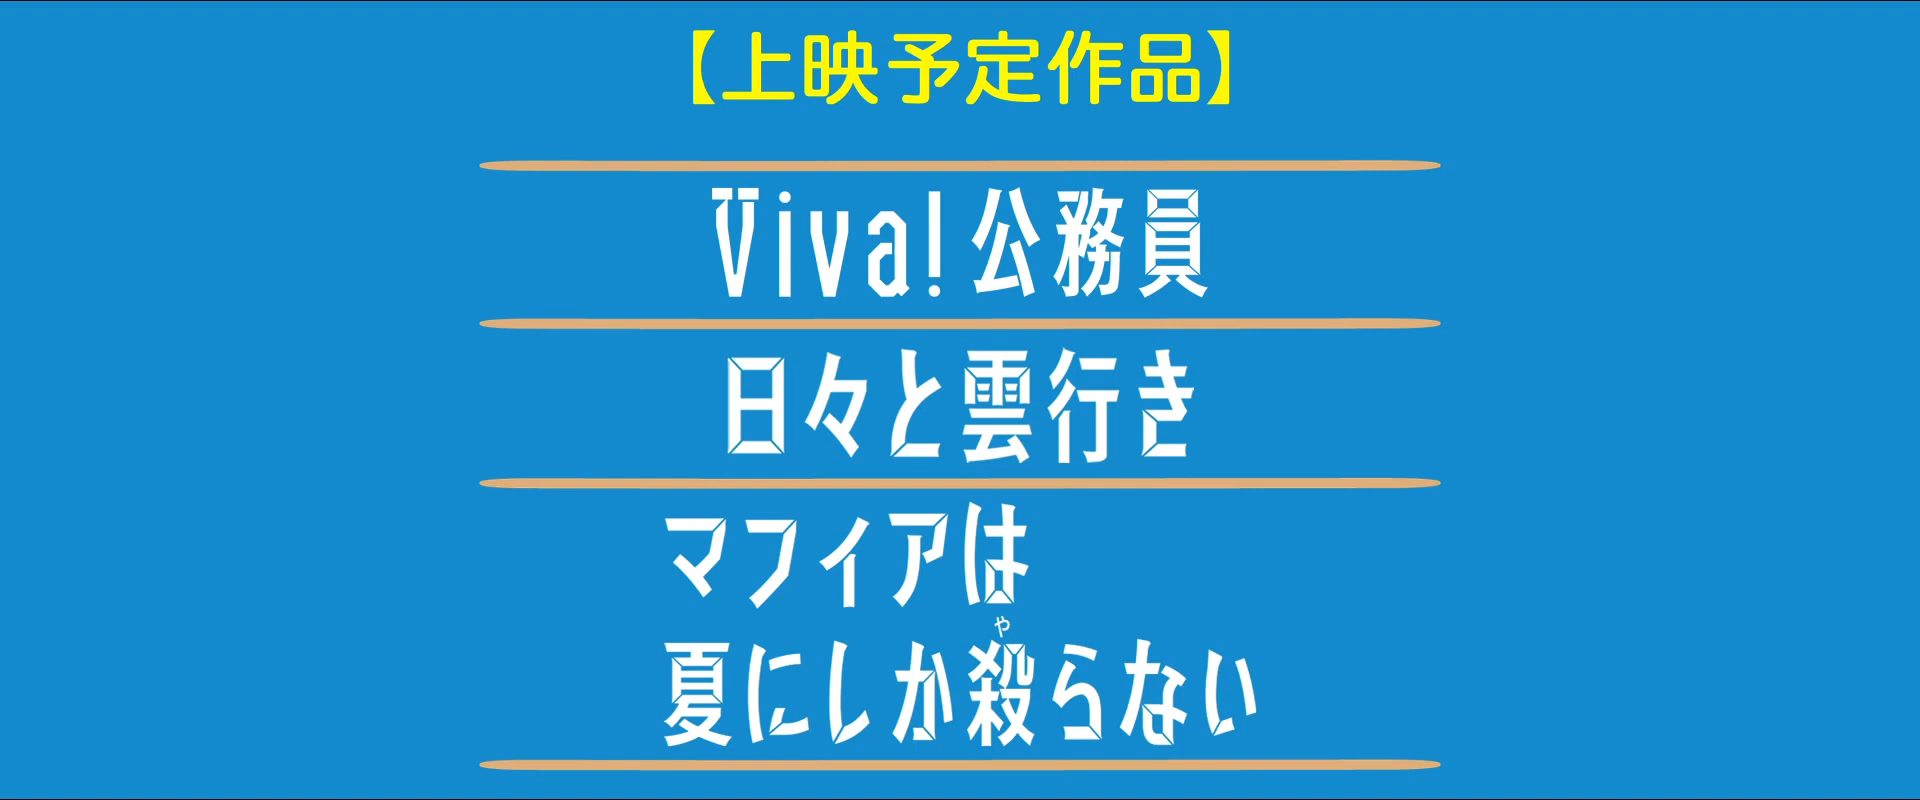 【上映予定作品】
Viva!公務員
日々と雲行き
マフィアは
や
夏にしか殺らない